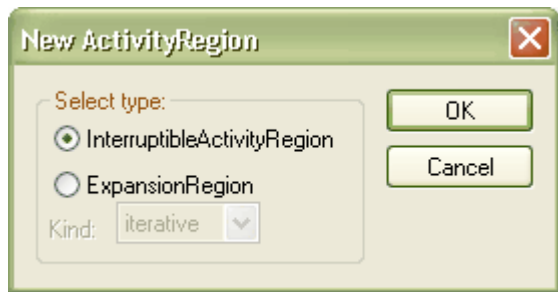 New ActivityRegion
Select type:
InterruptibleActivityRegion
ExpansionRegion
Kind: iterative
OK
Cancel